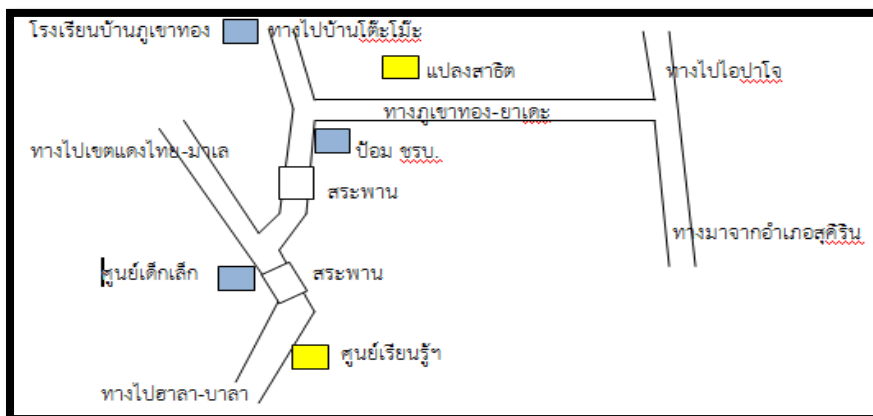 โรงเรียนบ้านภูเขาทอง
ทางไปบ้านโต๊ะโม๊ะ
แปลงสาธิต
ทางไปไอปาโจ
ทางภูเขาทอง-ยาเดะ
ทางไปเขตแดงไทย-มาเล
ป้อม ชรบ.
สระพาน
ทางมาจากอำเภอสุคิริน
ศูนย์เด็กเล็ก
สระพาน
ศูนย์เรียนรู้ฯ
ทางไปฮาลา-บาลา